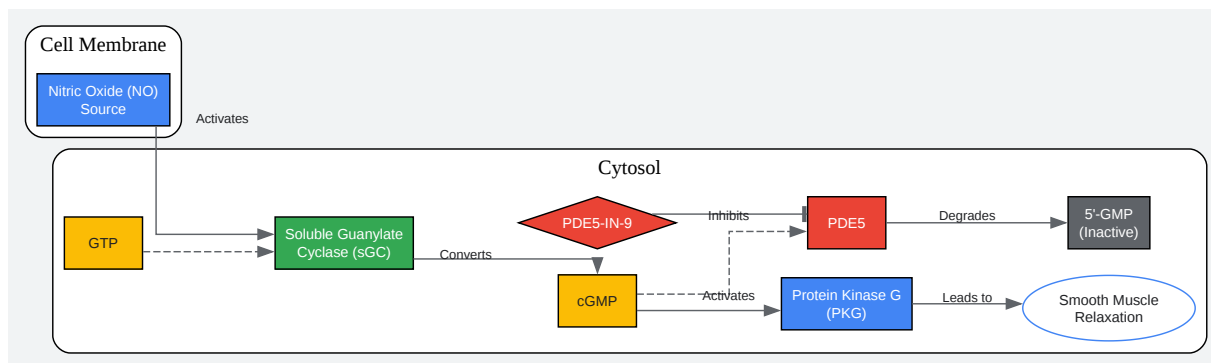 Cell Membrane
Nitric Oxide (NO)
Source
Activates
Cytosol
GTP
Soluble Guanylate
Cyclase (sGC)
Converts
PDE5-IN-9
Inhibits
PDE5
Degrades
5'-GMP
(Inactive)
cGMP
Activates
Protein Kinase G
(PKG)
Leads to
Smooth Muscle
Relaxation